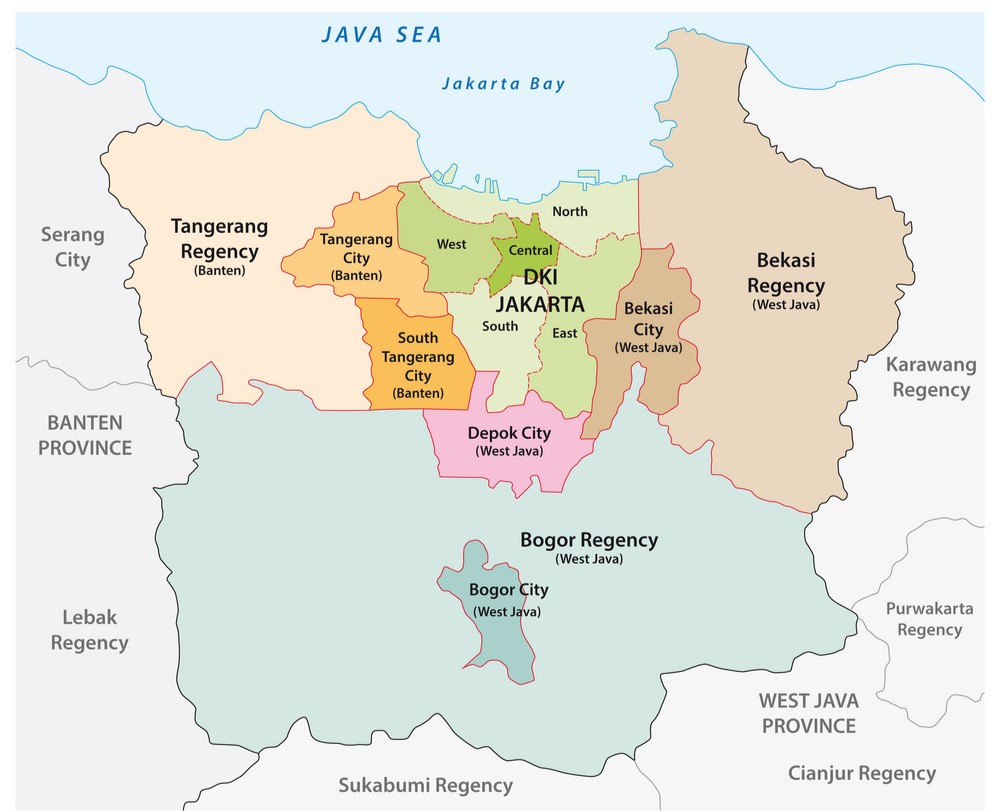 JAVA SEA
Jakarta Bay
Serang
City
Tangerang
Regency
(Banten)
Tangerang
City
(Banten)
West
North
Central
DKI
JAKARTA
South
East
South
Tangerang
City
(Banten)
Bekasi
City
(West Java)
Bekasi
Regency
(West Java)
Karawang
Regency
BANTEN
PROVINCE
Depok City
(West Java)
Bogor Regency
(West Java)
Bogor City
(West Java)
Lebak
Regency
Purwakarta
Regency
WEST JAVA
PROVINCE
Sukabumi Regency
Cianjur Regency